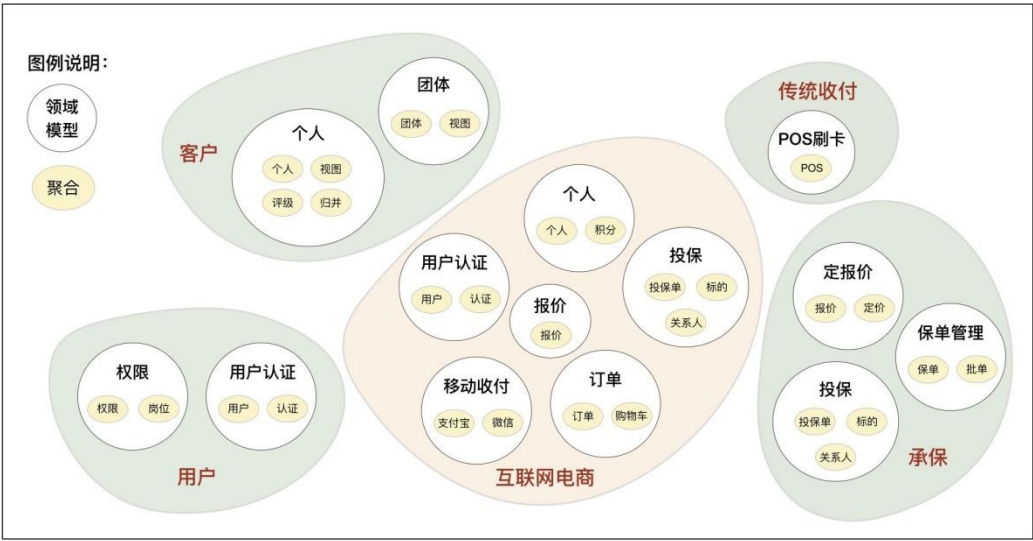 图例说明：
领域
模型
聚合
客户
个人
个人 视图
评级 归并
团体
团体 视图
传统收付
POS刷卡
POS
用户
权限
权限 岗位
用户认证
用户 认证
互联网电商
个人
个人 积分
用户认证
用户 认证
报价
报价
投保
投保单 标的
关系人
移动收付
支付宝 微信
订单
订单 购物车
承保
定报价
报价 定价
保单管理
保单 批单
投保
投保单 标的
关系人